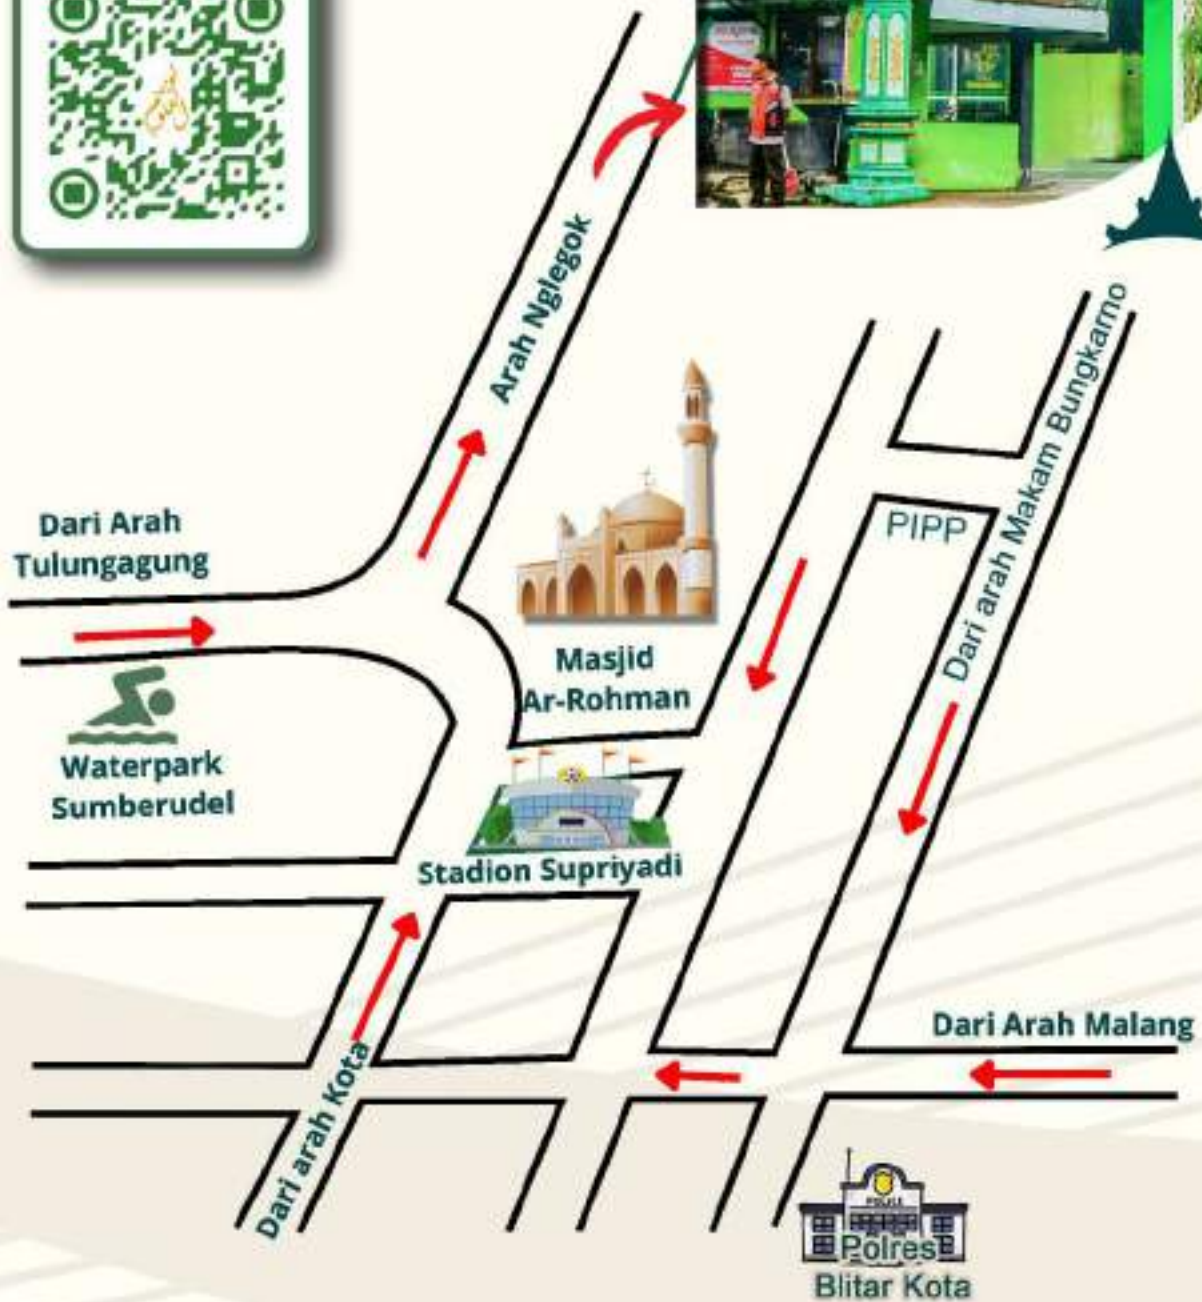 Arah Nglegok
Dari arah Makam Bungkarno
PIPP
Dari Arah
Tulungagung
Masjid
Ar-Rohman
Waterpark
Sumberudel
Stadion Supriyadi
Dari Arah Malang
Dari arah Kota
POLICE
Polres
Blitar Kota